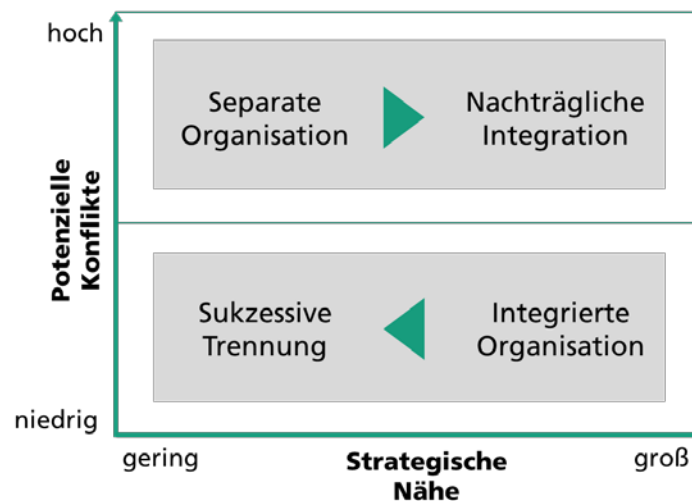 hoch
Separate
Organisation
Nachträgliche
Integration
Potenzielle
Konflikte
Sukzessive
Trennung
Integrierte
Organisation
niedrig
gering
Strategische
Nähe
groß